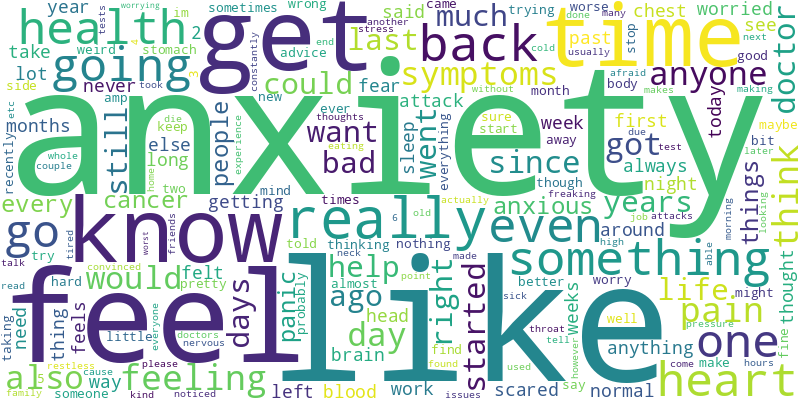 year
im
sometimes
wrong
came
trying
worse
many
usually
worrying
tests
health
weird
stomach
constantly
get
much
said
done
chest
worried
another
stress
past
stop
cold
time
see
next
take
4
2
3
end
advice
last
back
doctor
lot
going
could
fear
symptoms
good
without
afraid
anyone
side
never
took
new
attack
month
body
makes
making
today
etc
amp
ever
thoughts
want
went
sure
start
week
first
due
test
maybe
months
still
die
keep
experience
people
sleep
everything
away
got
bit
later
anxiety
recently
whole
couple
else
long
bad
eating
since
though
always
night
things
looking
think
every
cancer
two
home
mind
getting
times
freaking
anxious
years
job
attacks
morning
go
know
friends
really
actually
old
6
even
around
high
able
thought
try
tired
worst
told
thinking
neck
nothing
something
might
fine
talk
convinced
would
felt
help
point
made
better
worry
life
read
hard
pretty
panic
probably
almost
right
started
sick
weeks
well
pain
pressure
taking
need
thing
feels
days
ago
head
find
found
throat
tell
however
anything
one
little
everyone
doctors
nervous
day
brain
feel
like
say
come
make
hours
also
restless
cause
way
please
feeling
left
blood
work
issues
used
scared
normal
heart
family
someone
kind
noticed